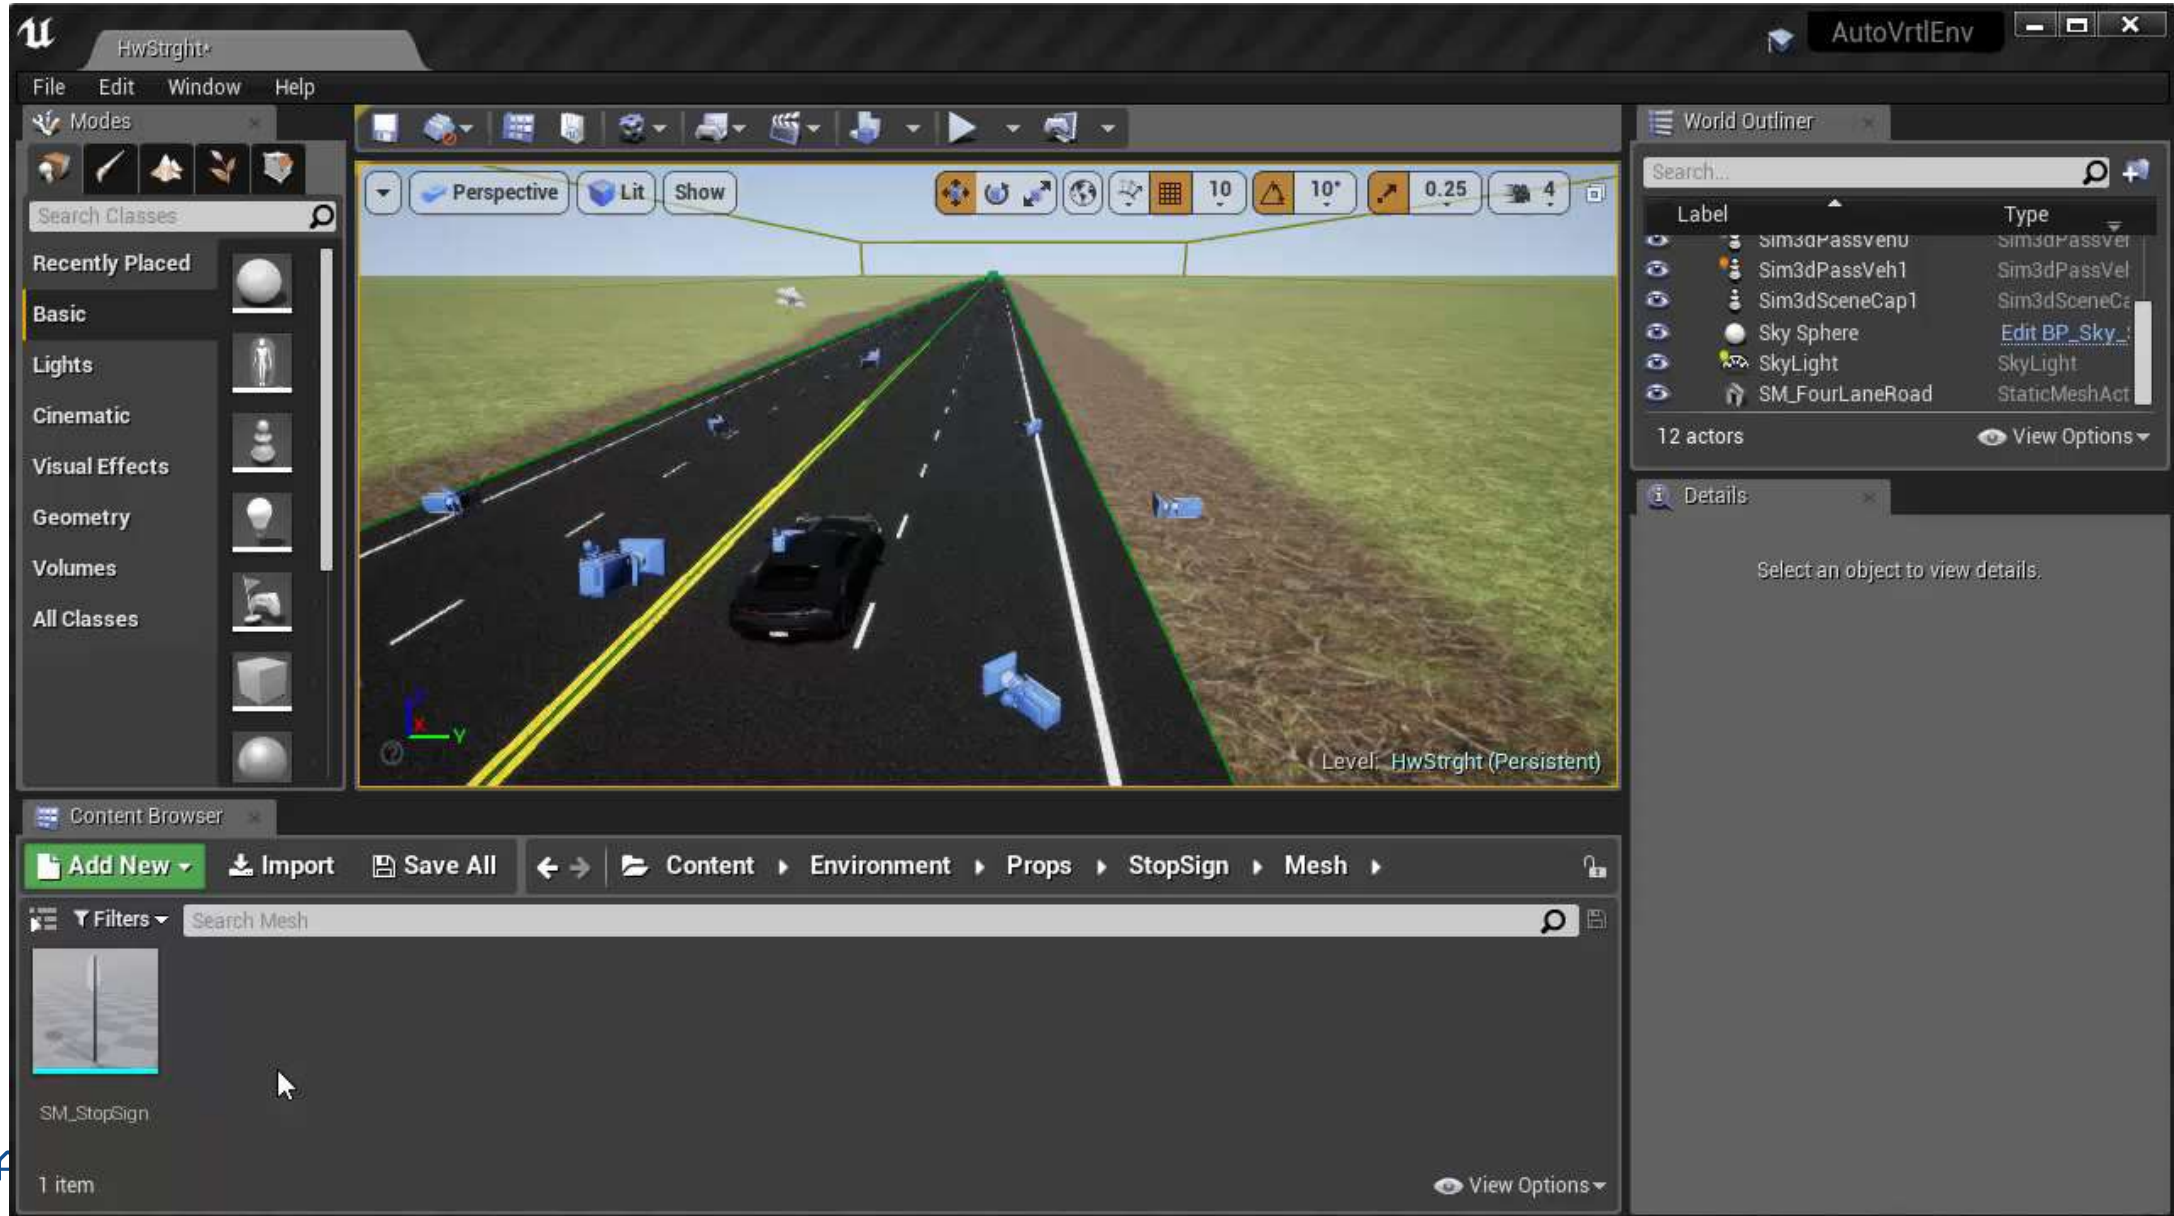 HwStrght*
AutoVrtlEnv
File Edit Window Help
Modes
World Outliner
Search...
Perspective Lit Show 10 10° 0.25 4
Search Classes
Label Type
Recently Placed
Basic
Lights
Cinematic
Visual Effects
Geometry
Volumes
All Classes
Sim3dPassVeh0 Sim3dPassVeh
Sim3dPassVeh1 Sim3dPassVeh
Sim3dSceneCap1 Sim3dSceneCa
Sky Sphere Edit BP_Sky_
SkyLight SkyLight
SM_FourLaneRoad StaticMeshAct
12 actors View Options
Details
Select an object to view details.
X Y
Level: HwStrght (Persistent)
Content Browser
Add New Import Save All Content Environment Props StopSign Mesh
Filters Search Mesh
SM_StopSign
1 item View Options